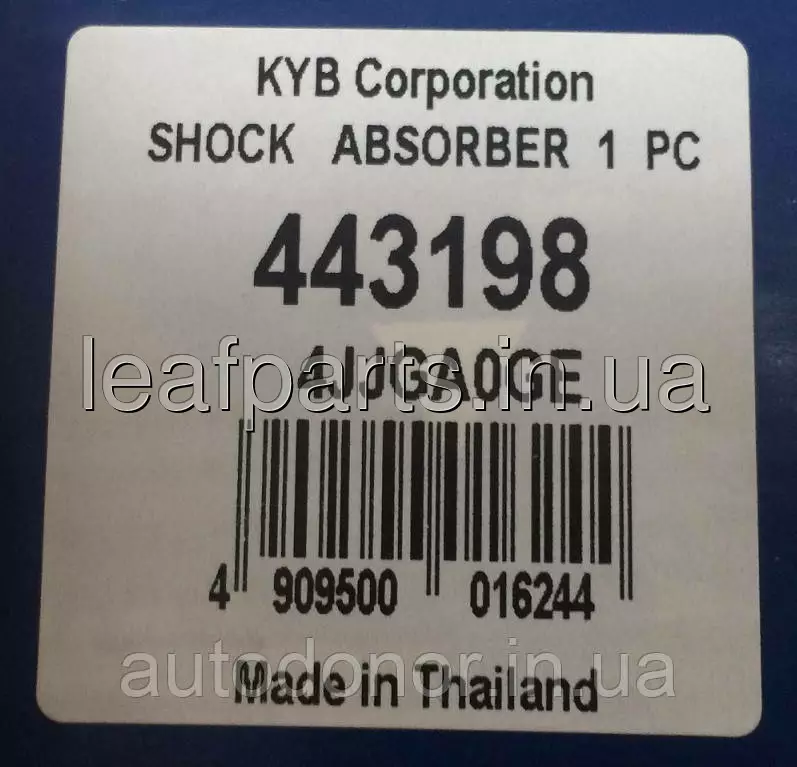 KYB Corporation
SHOCK ABSORBER 1 PC
443198
leafparts.in.ua
4JJGA0GE
4 909500 016244
autodonor.in.ua
Made in Thailand